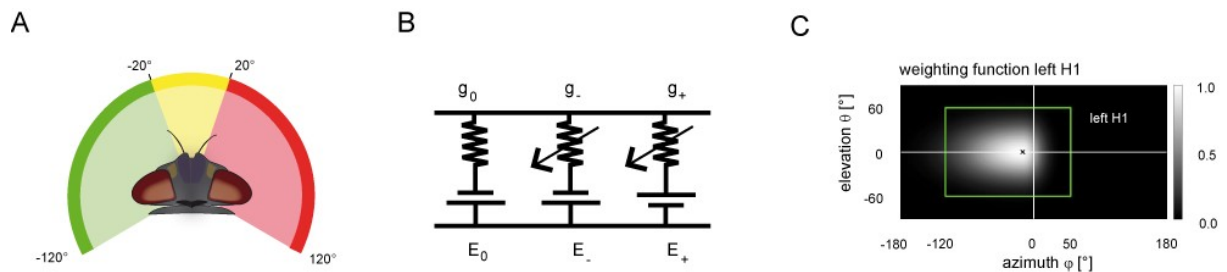 A
-20°
20°
-120°
120°
B
g0
g-
g+
E0
E-
E+
C
weighting function left H1
elevation θ [°]
60
0
-60
left H1
1.0
0.5
0.0
-180
-120
0
50
180
azimuth φ [°]